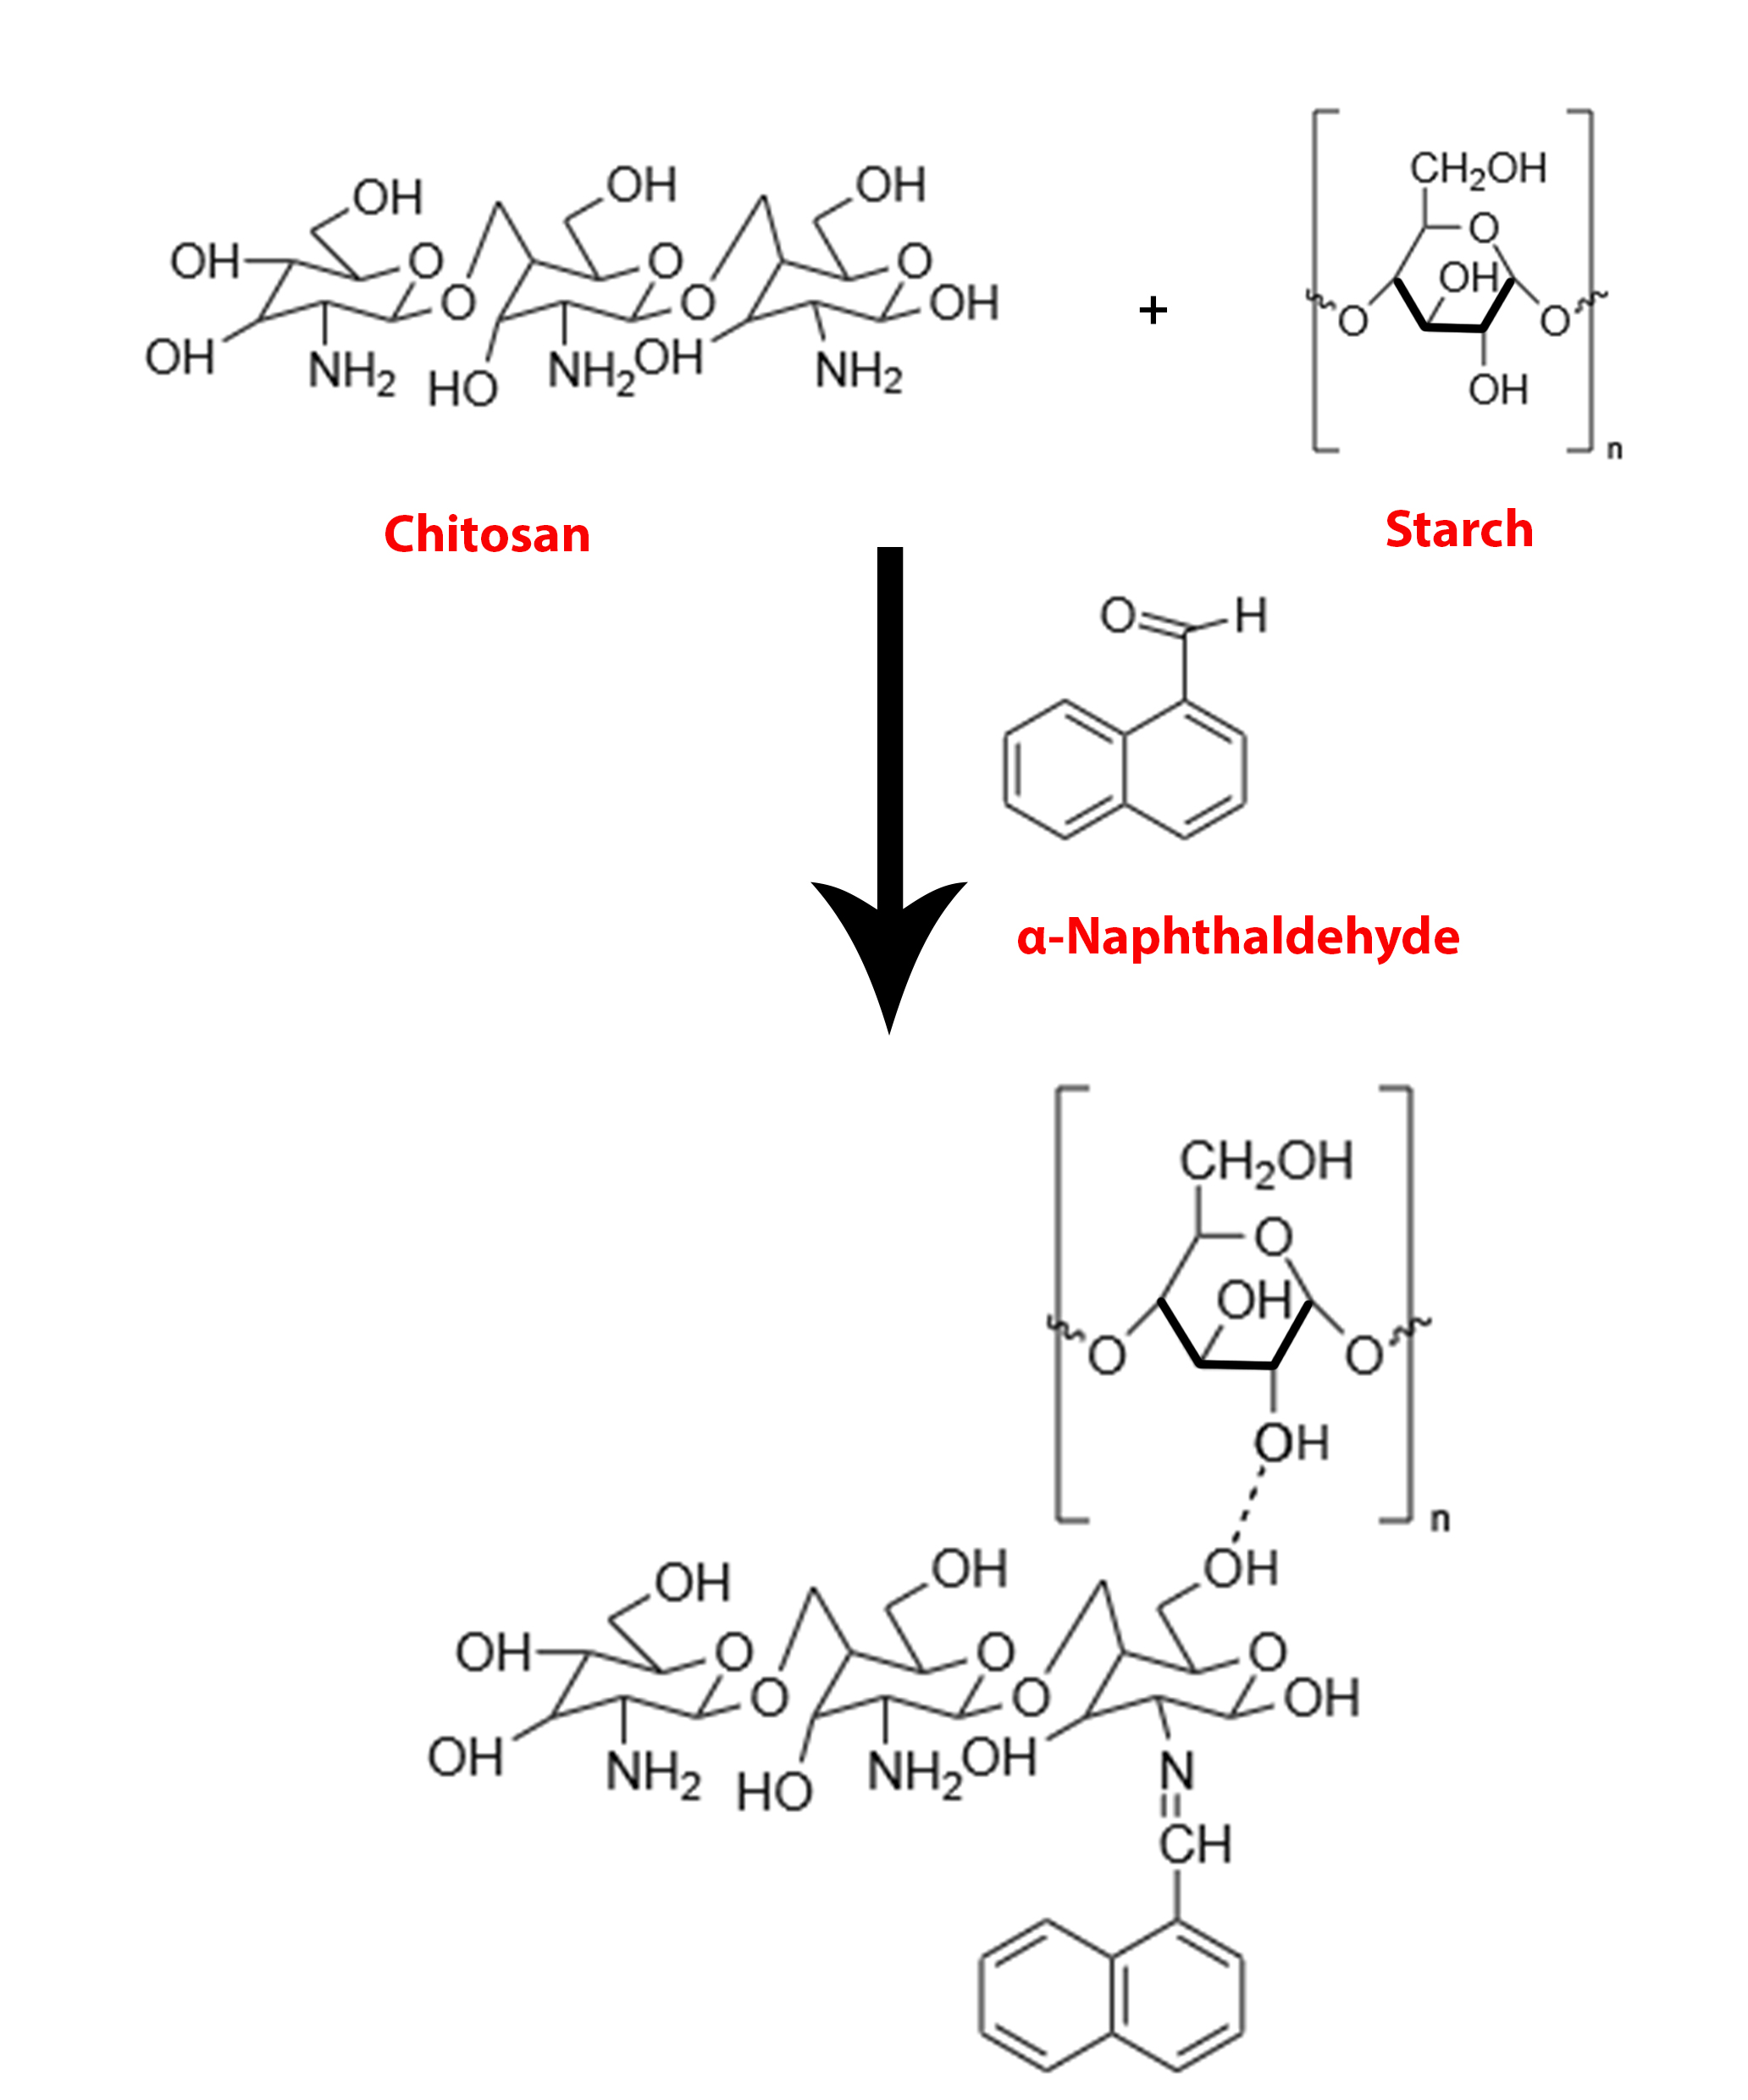 OH OH OH CH2OH
OH O O O O
OH O O OH OH
O O
OH NH2 HO NH2 OH NH2 OH
+
n
Chitosan Starch
O H
α-Naphthaldehyde
CH2OH
O
OH
O O
OH
n
OH OH OH
OH O O O
O O OH
OH NH2 HO NH2 OH N
CH